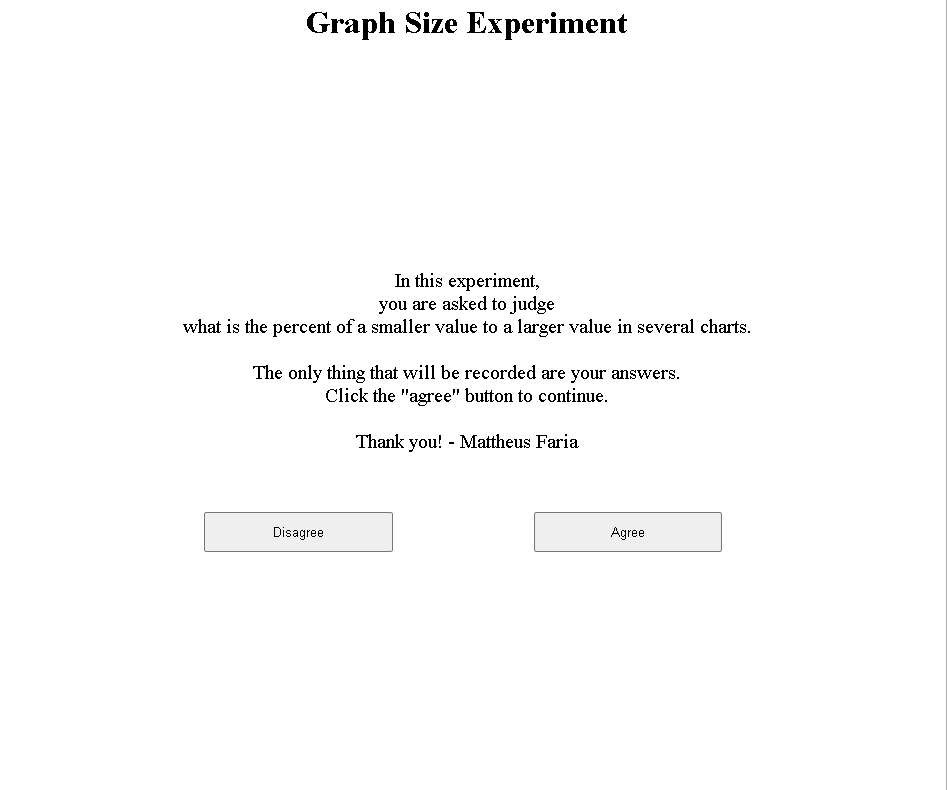 Graph Size Experiment
In this experiment,
you are asked to judge
what is the percent of a smaller value to a larger value in several charts.
The only thing that will be recorded are your answers.
Click the "agree" button to continue.
Thank you! - Mattheus Faria
Disagree
Agree